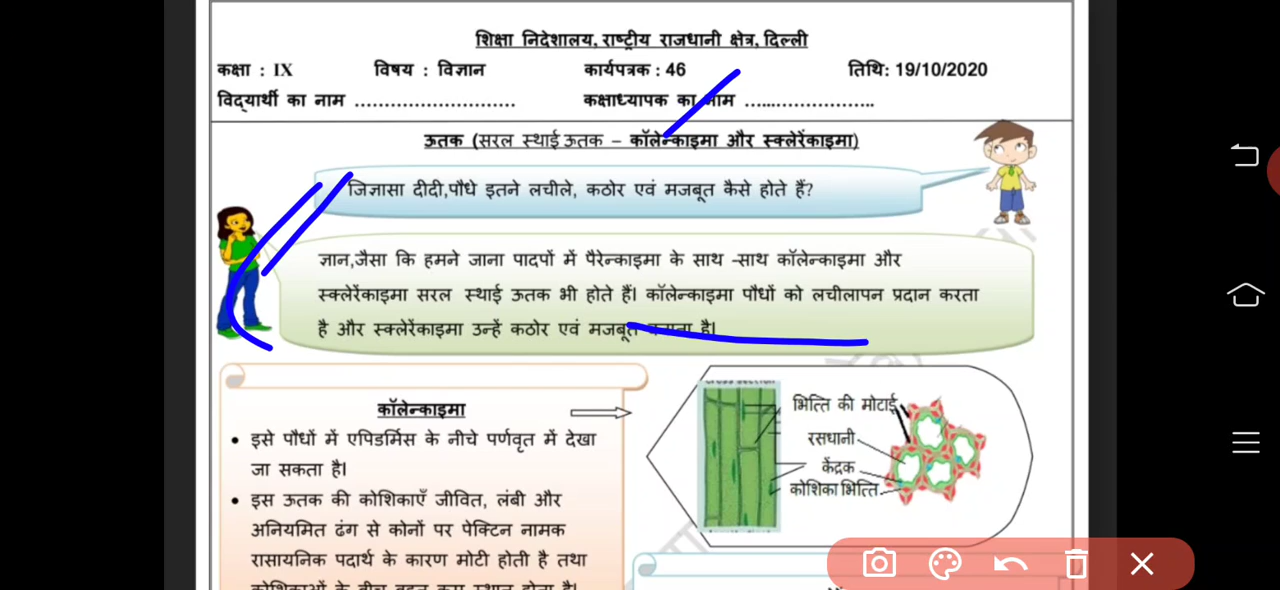 शिक्षा निदेशालय, राष्ट्रीय राजधानी क्षेत्र, दिल्ली
कक्षा : IX विषय : विज्ञान कार्यपत्रक : 46 तिथि: 19/10/2020
विद्यार्थी का नाम ........................... कक्षाध्यापक का नाम ......................
ऊतक (सरल स्थाई ऊतक – कॉलेन्काइमा और स्क्लेरेंकाइमा)
जिज्ञासा दीदी,पौधे इतने लचीले, कठोर एवं मजबूत कैसे होते हैं?
ज्ञान,जैसा कि हमने जाना पादपों में पैरेन्काइमा के साथ –साथ कॉलेन्काइमा और
स्क्लेरेंकाइमा सरल स्थाई ऊतक भी होते हैं। कॉलेन्काइमा पौधों को लचीलापन प्रदान करता
है और स्क्लेरेंकाइमा उन्हें कठोर एवं मजबूत बनाता है।
कॉलेन्काइमा
• इसे पौधों में एपिडर्मिस के नीचे पर्णवृत में देखा
जा सकता है।
• इस ऊतक की कोशिकाएँ जीवित, लंबी और
अनियमित ढंग से कोनों पर पेक्टिन नामक
रासायनिक पदार्थ के कारण मोटी होती है तथा
कोशिकाओं के बीच बहुत कम स्थान होता है।
भित्ति की मोटाई
रसधानी
केंद्रक
कोशिका भित्ति